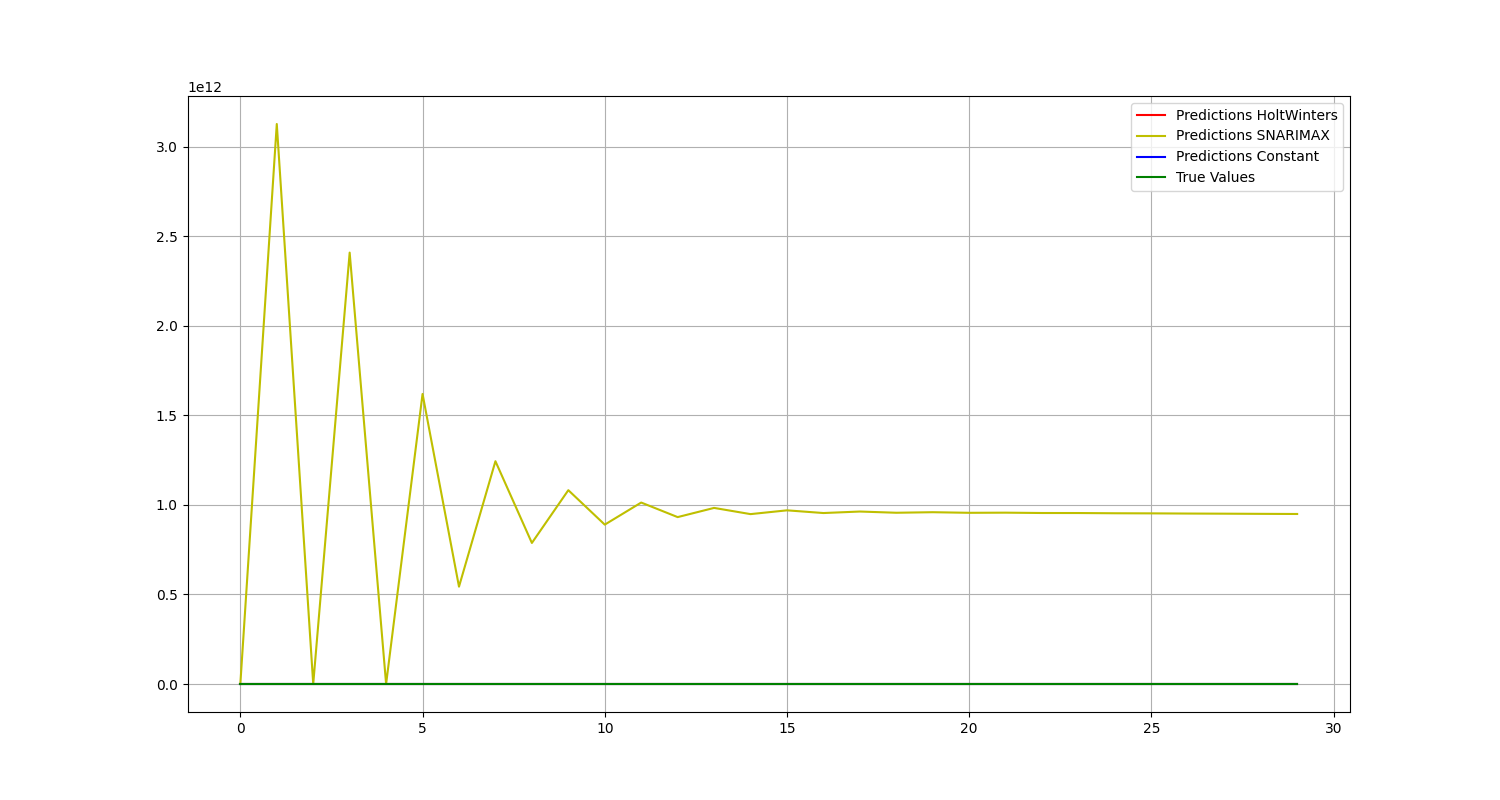 1e12
Predictions HoltWinters
Predictions SNARIMAX
Predictions Constant
True Values
3.0
2.5
2.0
1.5
1.0
0.5
0.0
0 5 10 15 20 25 30